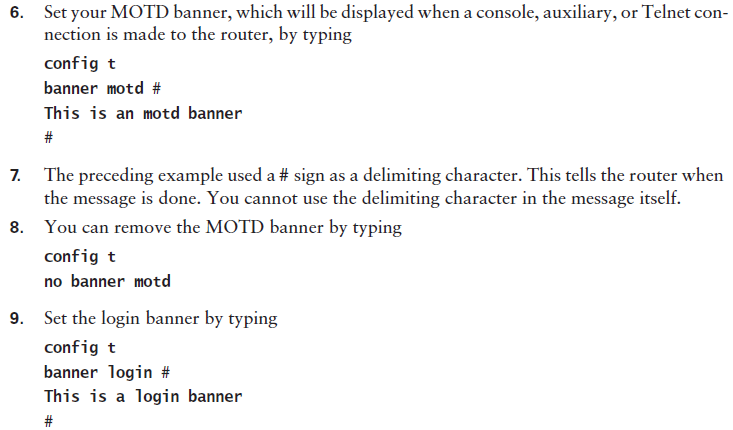 6. Set your MOTD banner, which will be displayed when a console, auxiliary, or Telnet con-
nection is made to the router, by typing
config t
banner motd #
This is an motd banner
#
7. The preceding example used a # sign as a delimiting character. This tells the router when
the message is done. You cannot use the delimiting character in the message itself.
8. You can remove the MOTD banner by typing
config t
no banner motd
9. Set the login banner by typing
config t
banner login #
This is a login banner
#